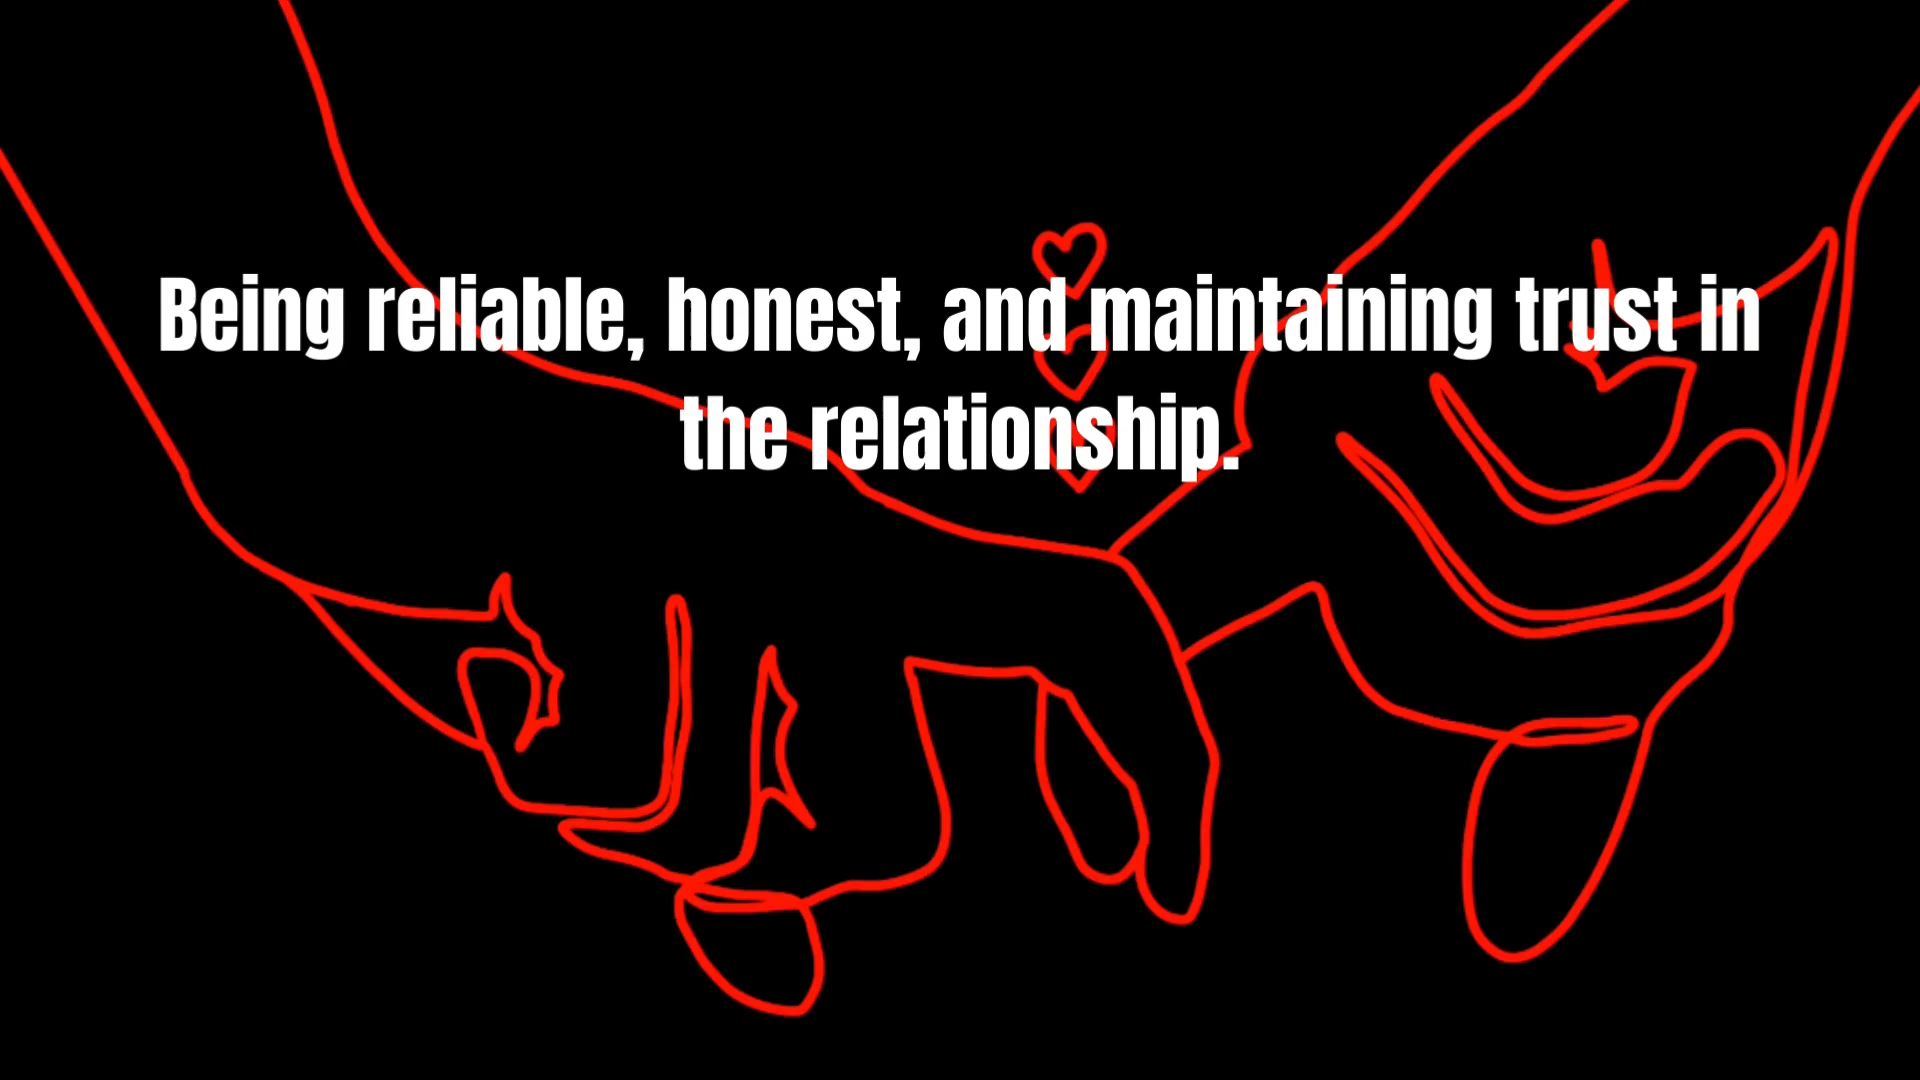 Being reliable, honest, and maintaining trust in
the relationship.